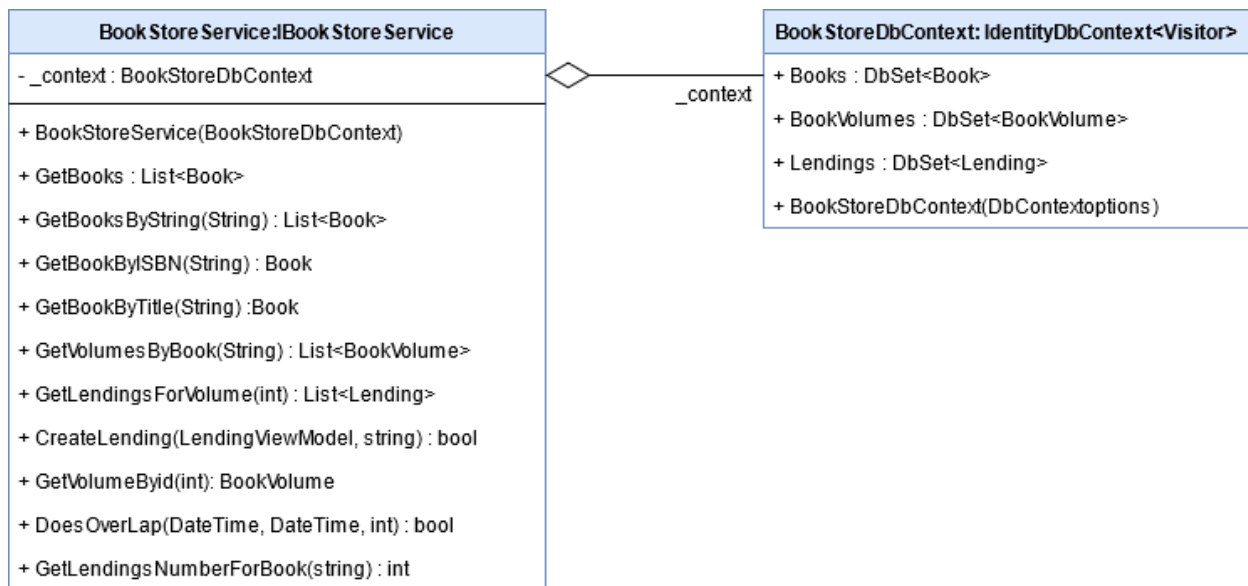 BookStoreService:IBookStoreService
- _context : BookStoreDbContext
+ BookStoreService(BookStoreDbContext)
+ GetBooks : List<Book>
+ GetBooksByString(String) : List<Book>
+ GetBookByISBN(String) : Book
+ GetBookByTitle(String) :Book
+ GetVolumesByBook(String) : List<BookVolume>
+ GetLendingsForVolume(int) : List<Lending>
+ CreateLending(LendingViewModel, string) : bool
+ GetVolumeByid(int): BookVolume
+ DoesOverLap(DateTime, DateTime, int) : bool
+ GetLendingsNumberForBook(string) : int
_context
BookStoreDbContext: IdentityDbContext<Visitor>
+ Books : DbSet<Book>
+ BookVolumes : DbSet<BookVolume>
+ Lendings : DbSet<Lending>
+ BookStoreDbContext(DbContextoptions)